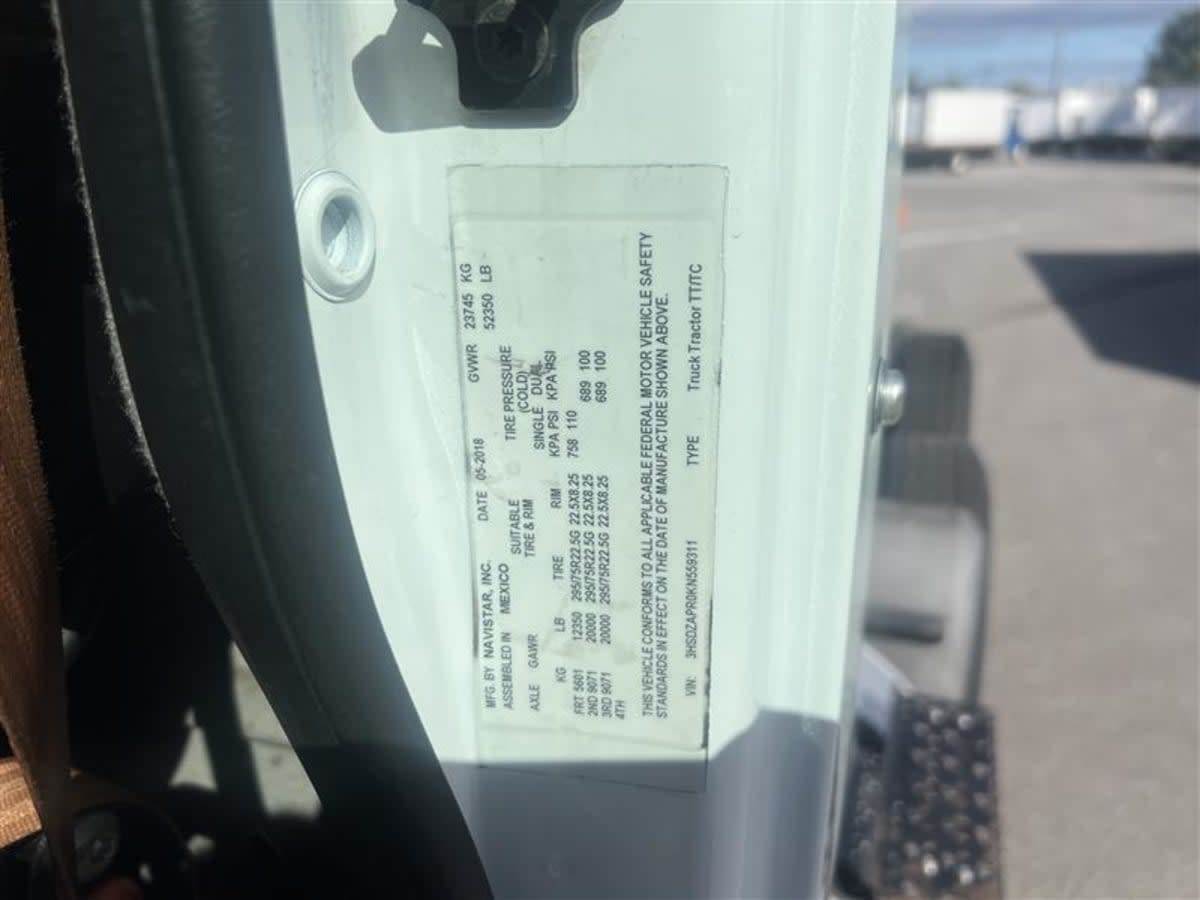 MFG. BY NAVISTAR, INC. DATE 05-2018 GVWR 23745 KG
ASSEMBLED IN MEXICO 52350 LB
SUITABLE TIRE PRESSURE
AXLE GAWR TIRE & RIM (COLD)
SINGLE DUAL
KG LB TIRE RIM KPA PSI KPA PSI
FRT 5601 12350 295/75R22.5G 22.5X8.25 758 110
2ND 9071 20000 295/75R22.5G 22.5X8.25 689 100
3RD 9071 20000 295/75R22.5G 22.5X8.25 689 100
4TH
THIS VEHICLE CONFORMS TO ALL APPLICABLE FEDERAL MOTOR VEHICLE SAFETY
STANDARDS IN EFFECT ON THE DATE OF MANUFACTURE SHOWN ABOVE.
VIN: 3HSDZAPR0KN559311 TYPE Truck Tractor TT/TC